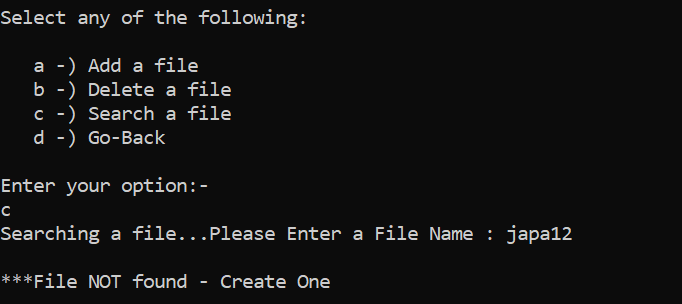 Select any of the following:
a -) Add a file
b -) Delete a file
c -) Search a file
d -) Go-Back
Enter your option:-
c
Searching a file...Please Enter a File Name : japa12
***File NOT found - Create One